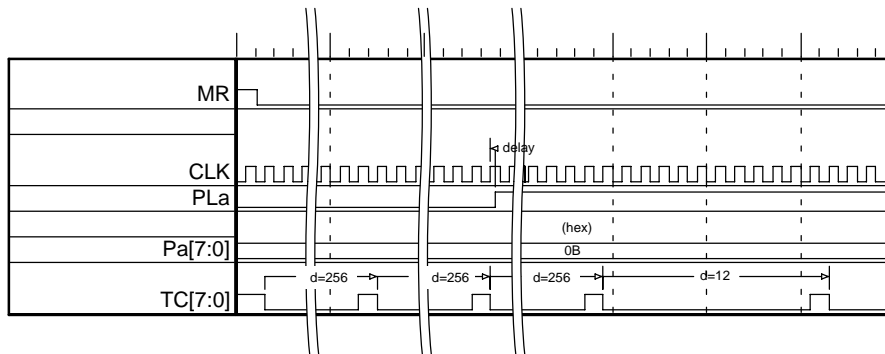 MR
delay
CLK
PLa
(hex)
Pa[7:0]
0B
d=256
d=256
d=256
d=12
TC[7:0]